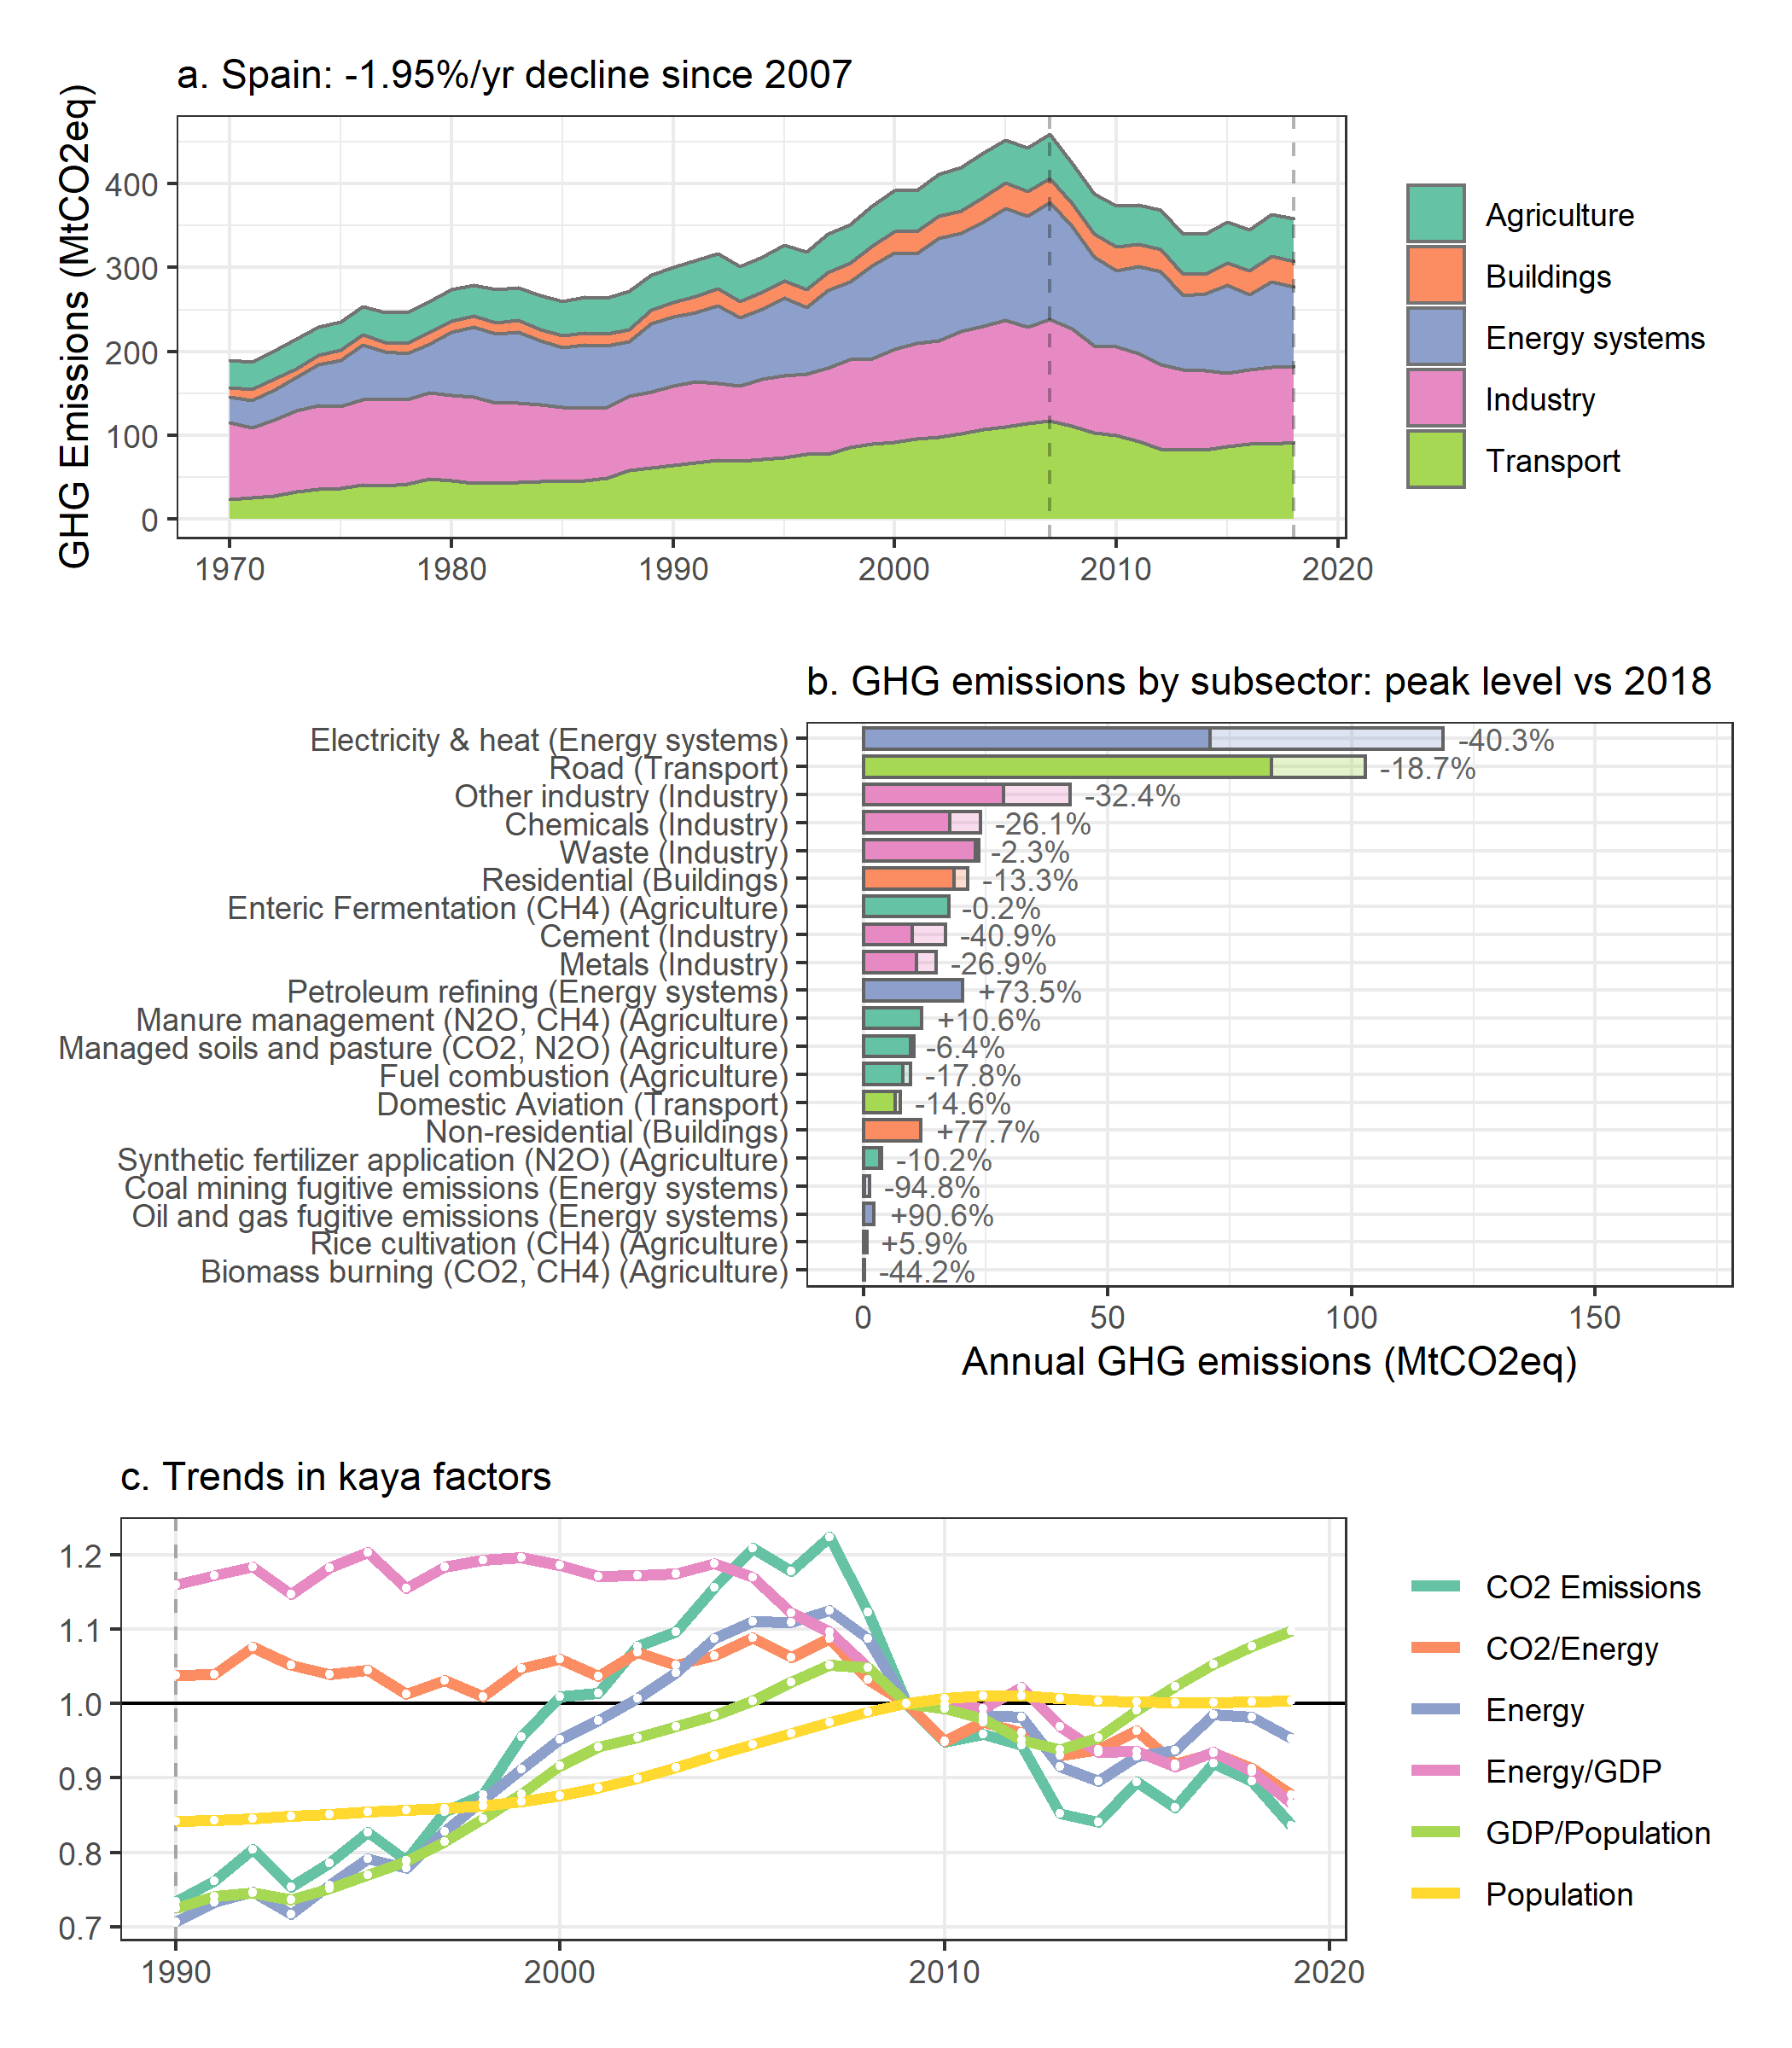 a. Spain: -1.95%/yr decline since 2007
GHG Emissions (MtCO2eq)
400
300
200
100
0
1970 1980 1990 2000 2010 2020
Agriculture
Buildings
Energy systems
Industry
Transport
b. GHG emissions by subsector: peak level vs 2018
Electricity & heat (Energy systems) -40.3%
Road (Transport) -18.7%
Other industry (Industry) -32.4%
Chemicals (Industry) -26.1%
Waste (Industry) -2.3%
Residential (Buildings) -13.3%
Enteric Fermentation (CH4) (Agriculture) -0.2%
Cement (Industry) -40.9%
Metals (Industry) -26.9%
Petroleum refining (Energy systems) +73.5%
Manure management (N2O, CH4) (Agriculture) +10.6%
Managed soils and pasture (CO2, N2O) (Agriculture) -6.4%
Fuel combustion (Agriculture) -17.8%
Domestic Aviation (Transport) -14.6%
Non-residential (Buildings) +77.7%
Synthetic fertilizer application (N2O) (Agriculture) -10.2%
Coal mining fugitive emissions (Energy systems) -94.8%
Oil and gas fugitive emissions (Energy systems) +90.6%
Rice cultivation (CH4) (Agriculture) +5.9%
Biomass burning (CO2, CH4) (Agriculture) -44.2%
0 50 100 150
Annual GHG emissions (MtCO2eq)
c. Trends in kaya factors
1.2
1.1
1.0
0.9
0.8
0.7
1990 2000 2010 2020
CO2 Emissions
CO2/Energy
Energy
Energy/GDP
GDP/Population
Population